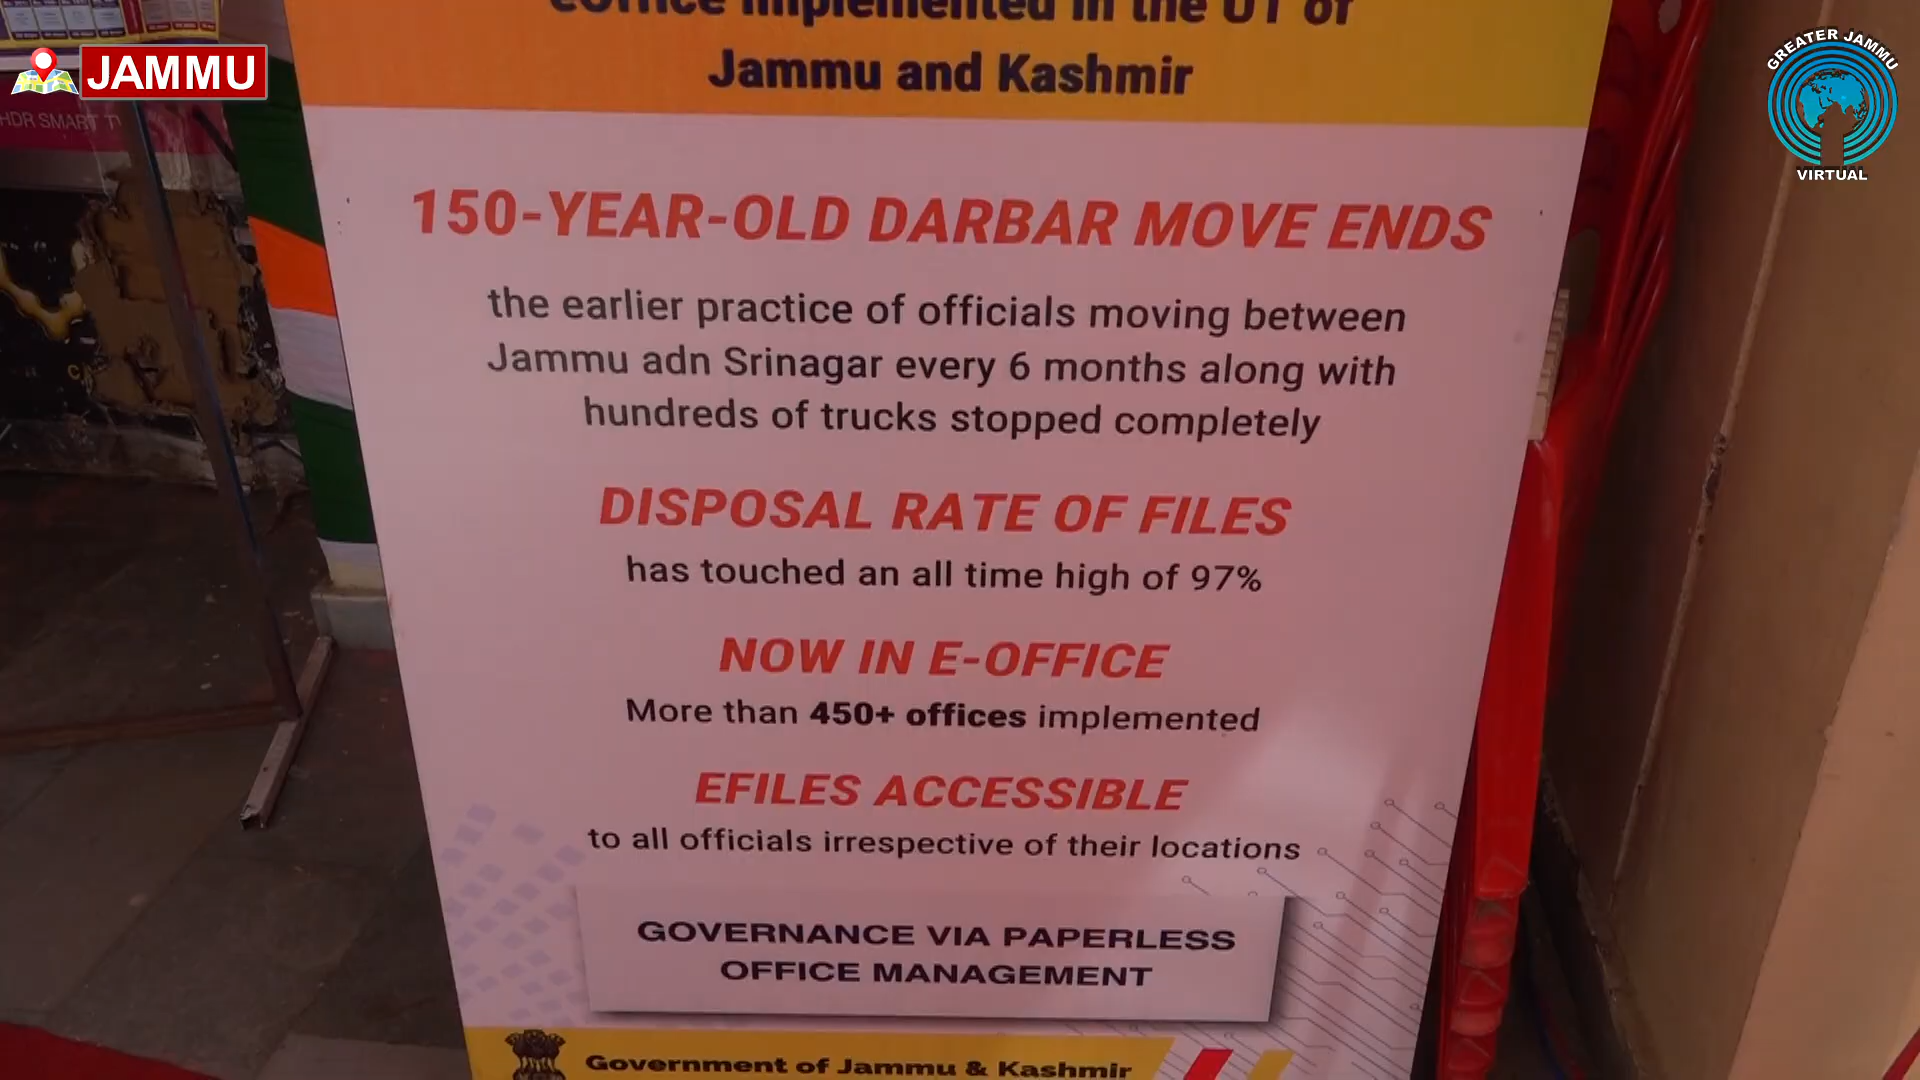 eOffice implemented in the UT of
Jammu and Kashmir
JAMMU
GREATER JAMMU
VIRTUAL
HDR SMART TV
150-YEAR-OLD DARBAR MOVE ENDS
the earlier practice of officials moving between
Jammu adn Srinagar every 6 months along with
hundreds of trucks stopped completely
DISPOSAL RATE OF FILES
has touched an all time high of 97%
NOW IN E-OFFICE
More than 450+ offices implemented
EFILES ACCESSIBLE
to all officials irrespective of their locations
GOVERNANCE VIA PAPERLESS
OFFICE MANAGEMENT
Government of Jammu & Kashmir